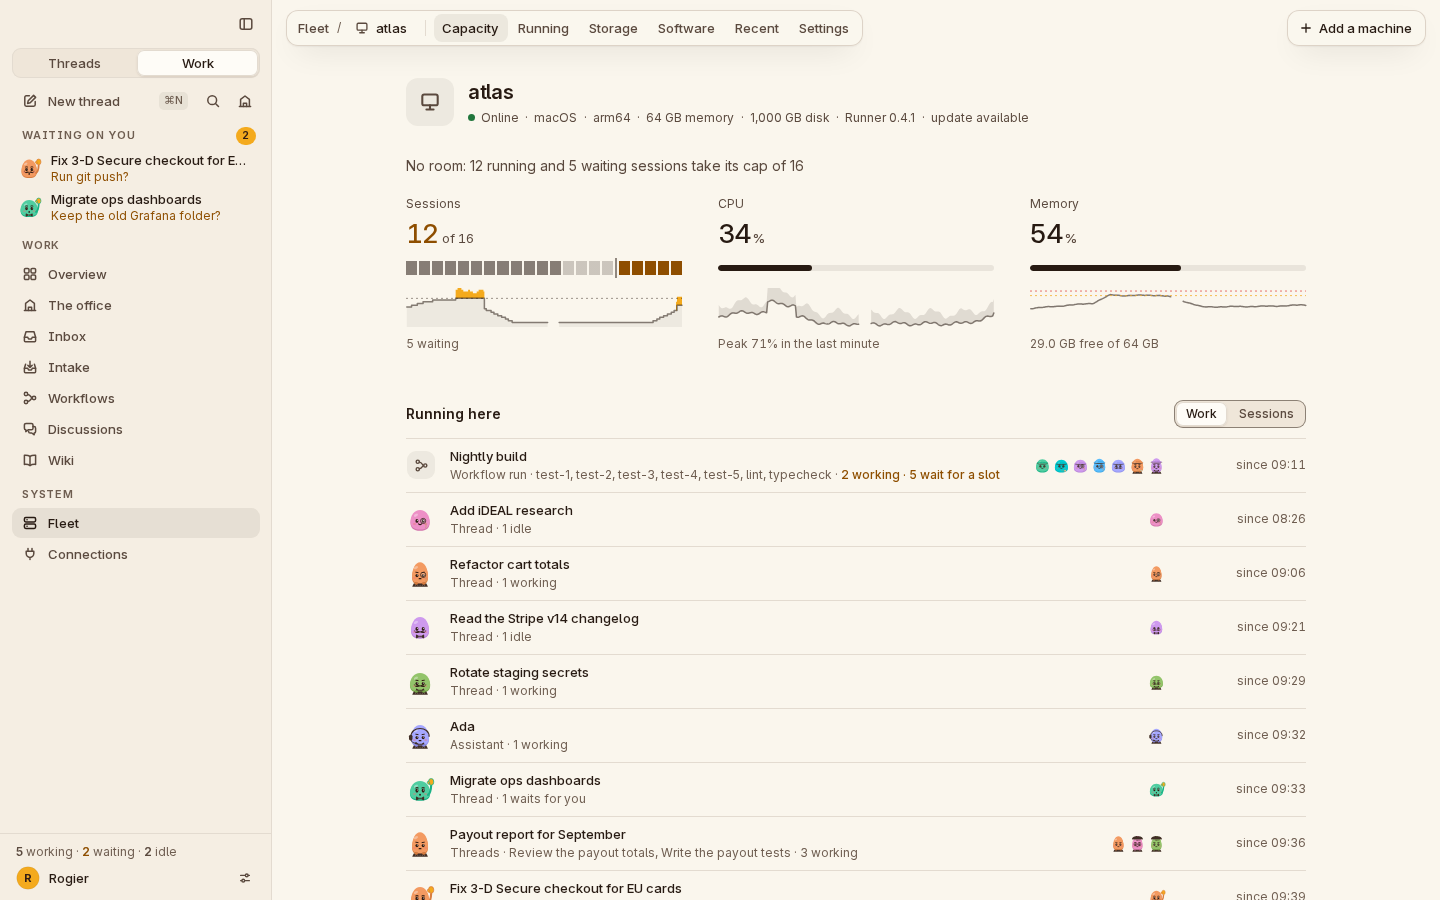 Threads
Work
New thread
⌘N
WAITING ON YOU
2
Fix 3-D Secure checkout for E…
Run git push?
Migrate ops dashboards
Keep the old Grafana folder?
WORK
Overview
The office
Inbox
Intake
Workflows
Discussions
Wiki
SYSTEM
Fleet
Connections
5 working · 2 waiting · 2 idle
R
Rogier
Fleet / atlas
Capacity
Running
Storage
Software
Recent
Settings
Add a machine
atlas
Online · macOS · arm64 · 64 GB memory · 1,000 GB disk · Runner 0.4.1 · update available
No room: 12 running and 5 waiting sessions take its cap of 16
Sessions
12 of 16
5 waiting
CPU
34%
Peak 71% in the last minute
Memory
54%
29.0 GB free of 64 GB
Running here
Work
Sessions
Nightly build
Workflow run · test-1, test-2, test-3, test-4, test-5, lint, typecheck · 2 working · 5 wait for a slot
since 09:11
Add iDEAL research
Thread · 1 idle
since 08:26
Refactor cart totals
Thread · 1 working
since 09:06
Read the Stripe v14 changelog
Thread · 1 idle
since 09:21
Rotate staging secrets
Thread · 1 working
since 09:29
Ada
Assistant · 1 working
since 09:32
Migrate ops dashboards
Thread · 1 waits for you
since 09:33
Payout report for September
Threads · Review the payout totals, Write the payout tests · 3 working
since 09:36
Fix 3-D Secure checkout for EU cards
since 09:39